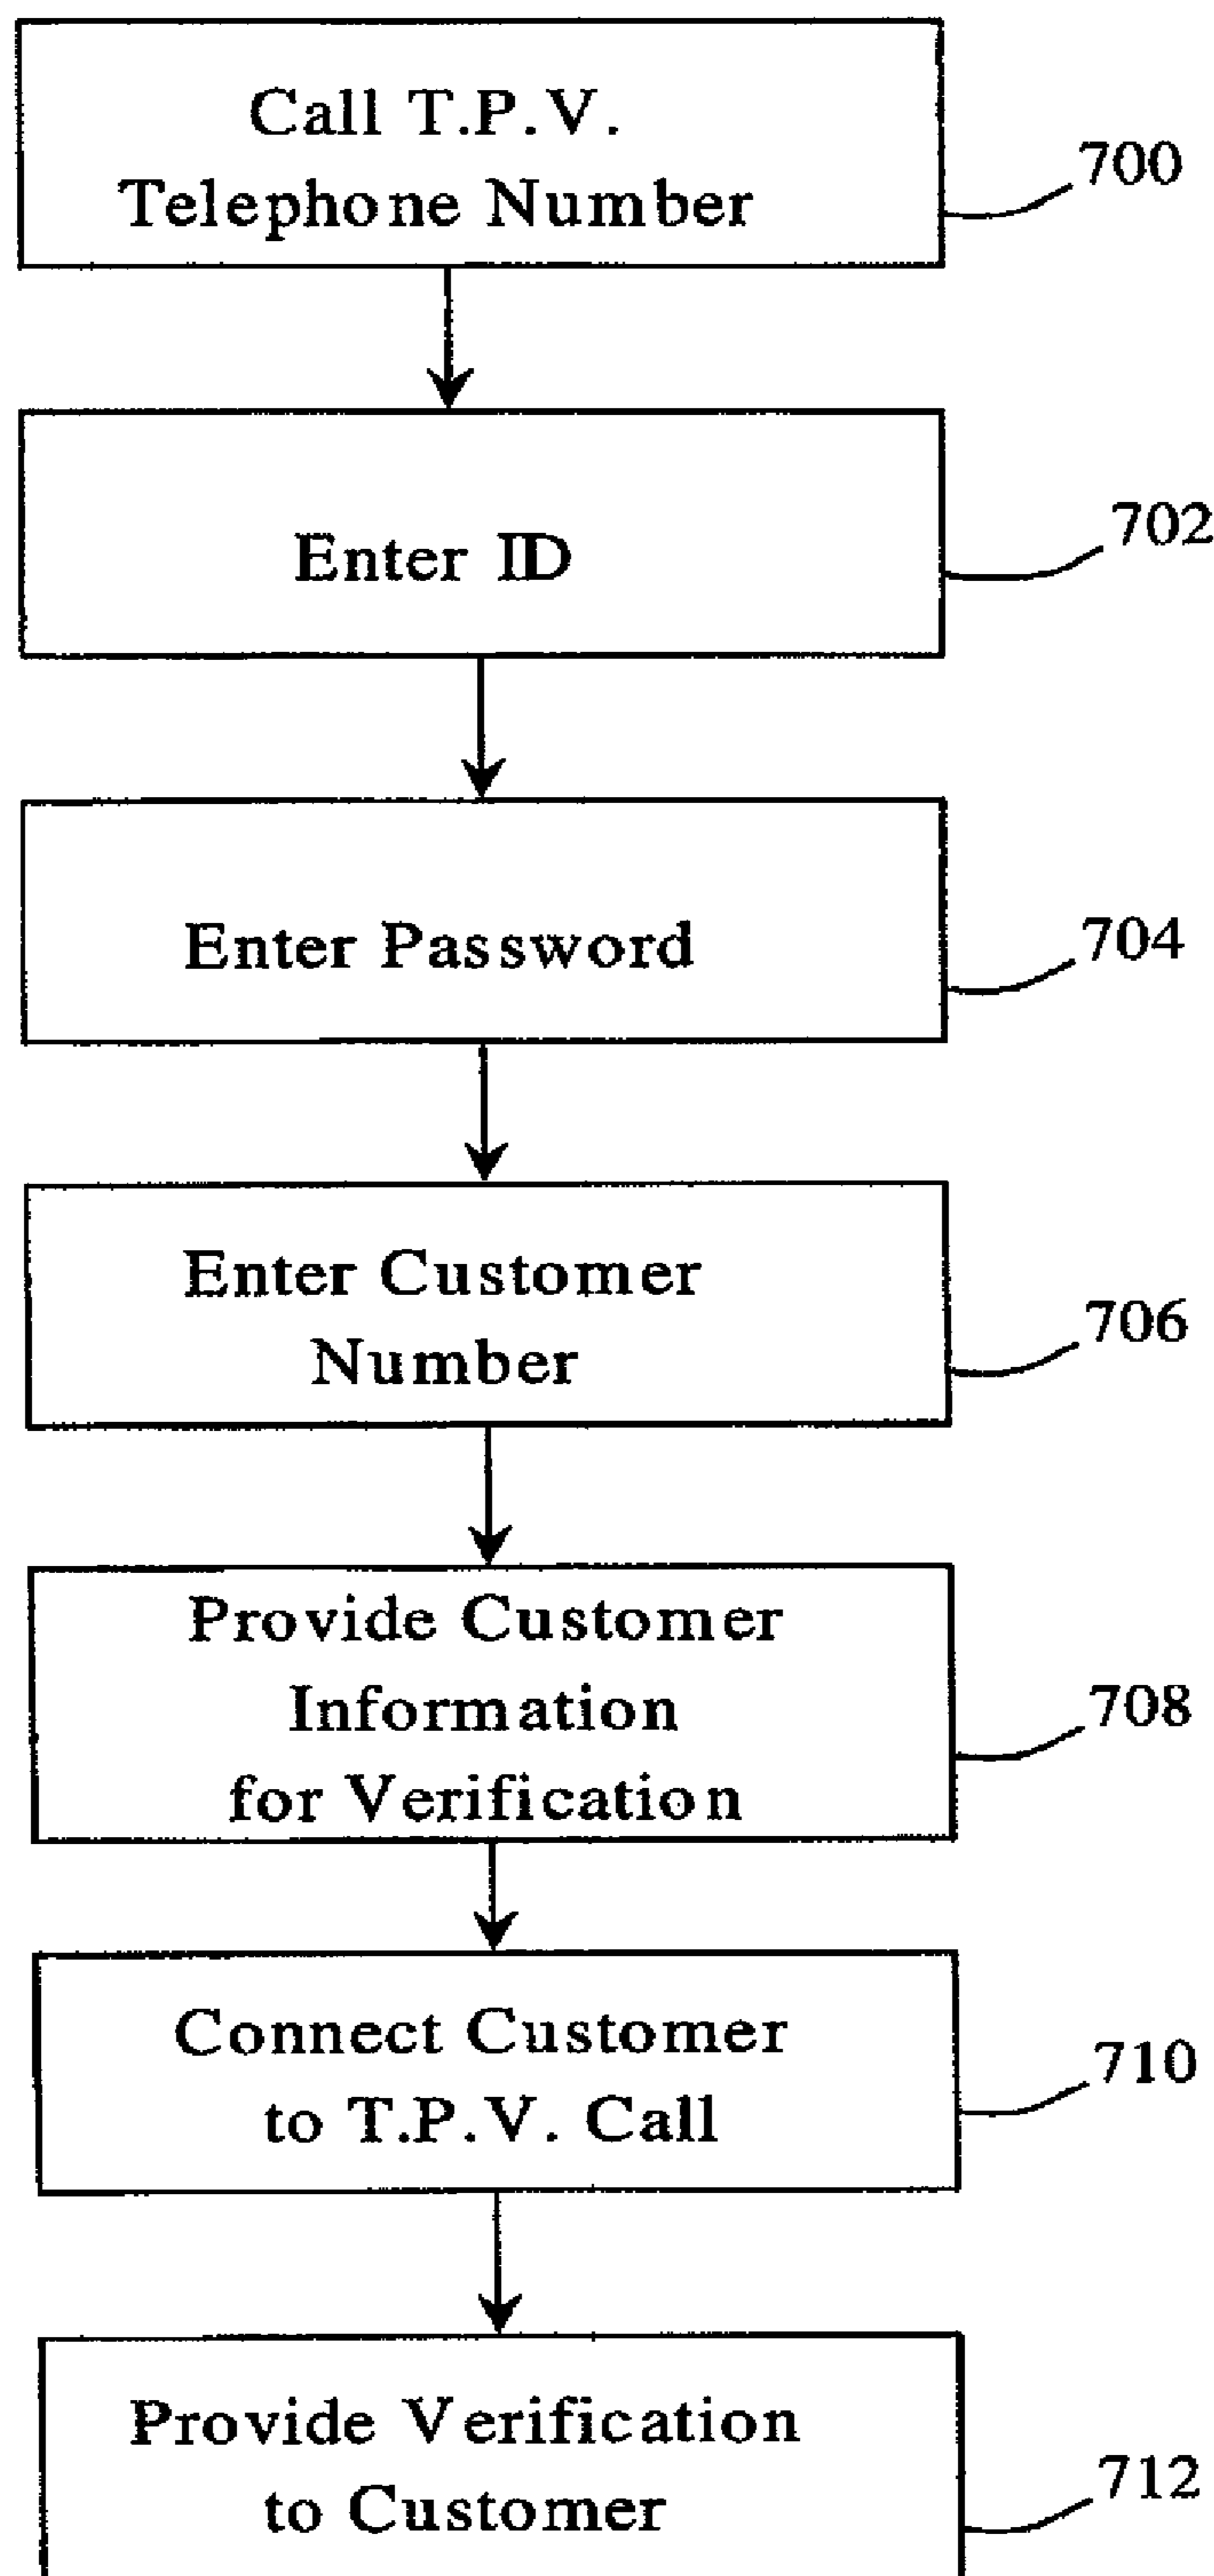 Call T.P.V.
Telephone Number
700
Enter ID
702
Enter Password
704
Enter Customer
Number
706
Provide Customer
Information
for Verification
708
Connect Customer
to T.P.V. Call
710
Provide Verification
to Customer
712